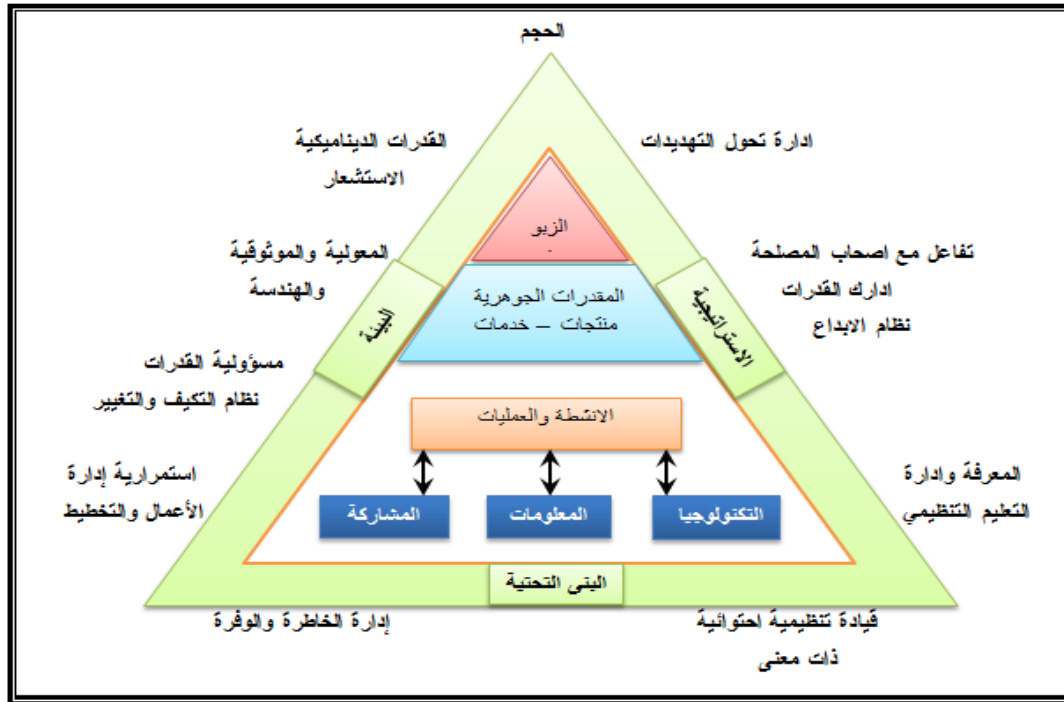 الحجم
ادارة تحول التهديدات
القدرات الديناميكية
الاستشعار
الزبو
.
تفاعل مع اصحاب المصلحة
ادارك القدرات
نظام الابداع
المعولية والموثوقية
والهندسة
الاستراتيجية
البيئة
المقدرات الجوهرية
منتجات – خدمات
مسؤولية القدرات
نظام التكيف والتغيير
الانشطة والعمليات
المعرفة وادارة
التعليم التنظيمي
استمرارية إدارة
الأعمال والتخطيط
التكنولوجيا
المعلومات
المشاركة
البنى التحتية
قيادة تنظيمية احتوائية
ذات معنى
إدارة الخاطرة والوفرة